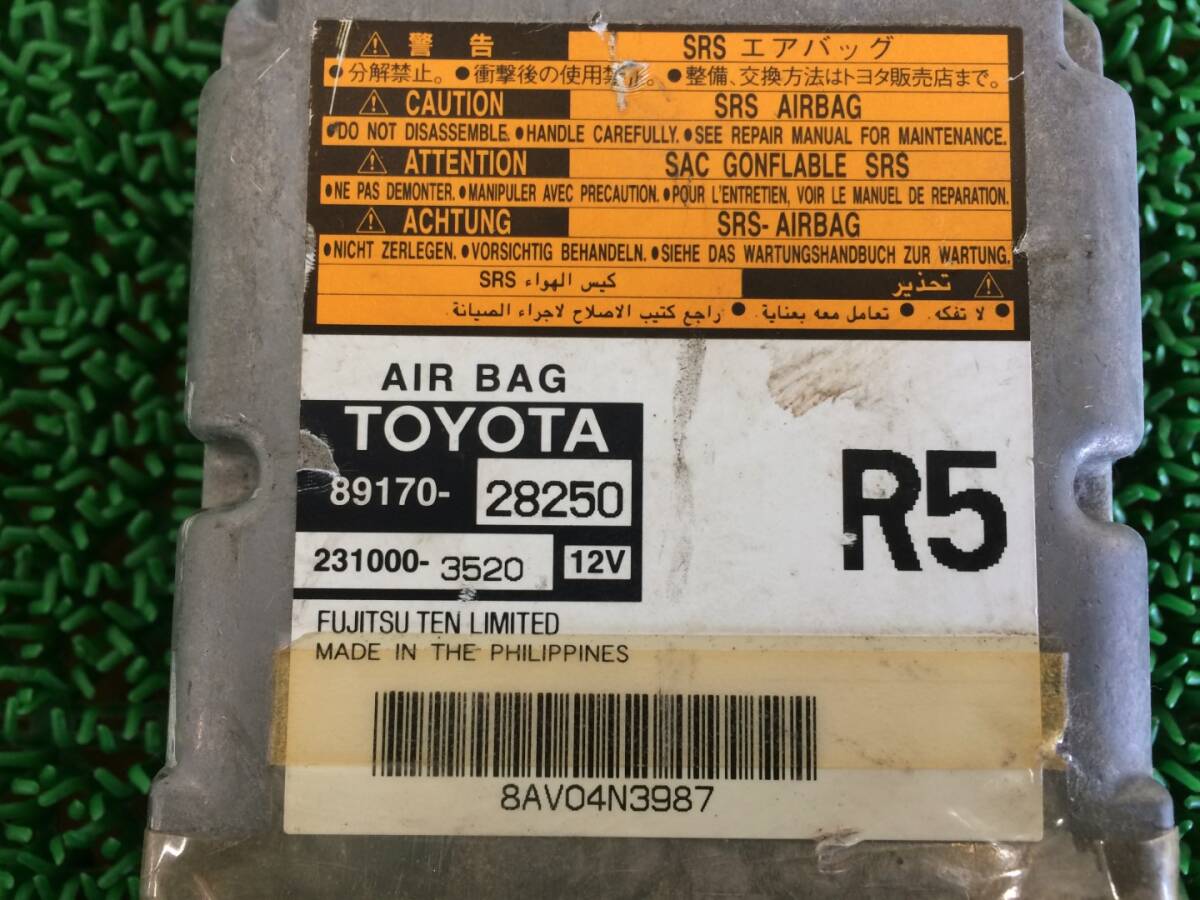 ⚠ 警 告 SRS エアバッグ
●分解禁止。●衝撃後の使用禁止。●整備、交換方法はトヨタ販売店まで。
⚠ CAUTION SRS AIRBAG
●DO NOT DISASSEMBLE. ●HANDLE CAREFULLY. ●SEE REPAIR MANUAL FOR MAINTENANCE.
⚠ ATTENTION SAC GONFLABLE SRS
●NE PAS DEMONTER. ●MANIPULER AVEC PRECAUTION. ●POUR L'ENTRETIEN, VOIR LE MANUEL DE REPARATION.
⚠ ACHTUNG SRS-AIRBAG
●NICHT ZERLEGEN. ●VORSICHTIG BEHANDELN. ●SIEHE DAS WARTUNGSHANDBUCH ZUR WARTUNG.
⚠ تحذير كيس الهواء SRS
● لا تفكه. ● تعامل معه بعناية. ● راجع كتيب الاصلاح لاجراء الصيانة.
AIR BAG
TOYOTA
89170- 28250
R5
231000- 3520 12V
FUJITSU TEN LIMITED
MADE IN THE PHILIPPINES
8AV04N3987